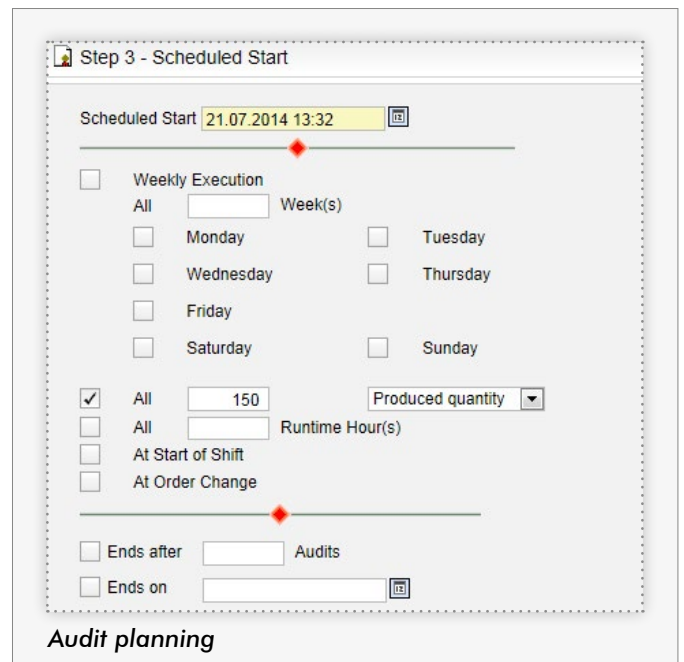 Step 3 - Scheduled Start
Scheduled Start 21.07.2014 13:32
Weekly Execution
All Week(s)
Monday Tuesday
Wednesday Thursday
Friday
Saturday Sunday
All 150 Produced quantity
All Runtime Hour(s)
At Start of Shift
At Order Change
Ends after Audits
Ends on
Audit planning